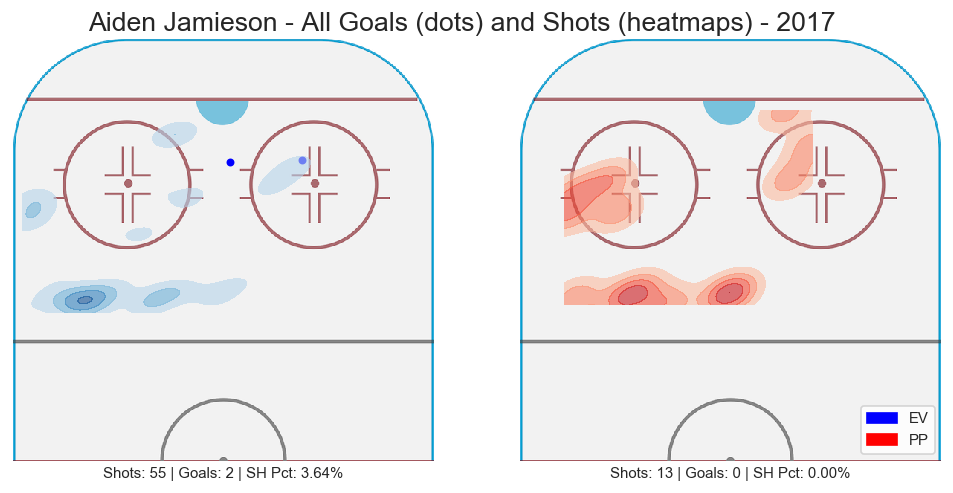 Aiden Jamieson - All Goals (dots) and Shots (heatmaps) - 2017
EV
PP
Shots: 55 | Goals: 2 | SH Pct: 3.64%
Shots: 13 | Goals: 0 | SH Pct: 0.00%